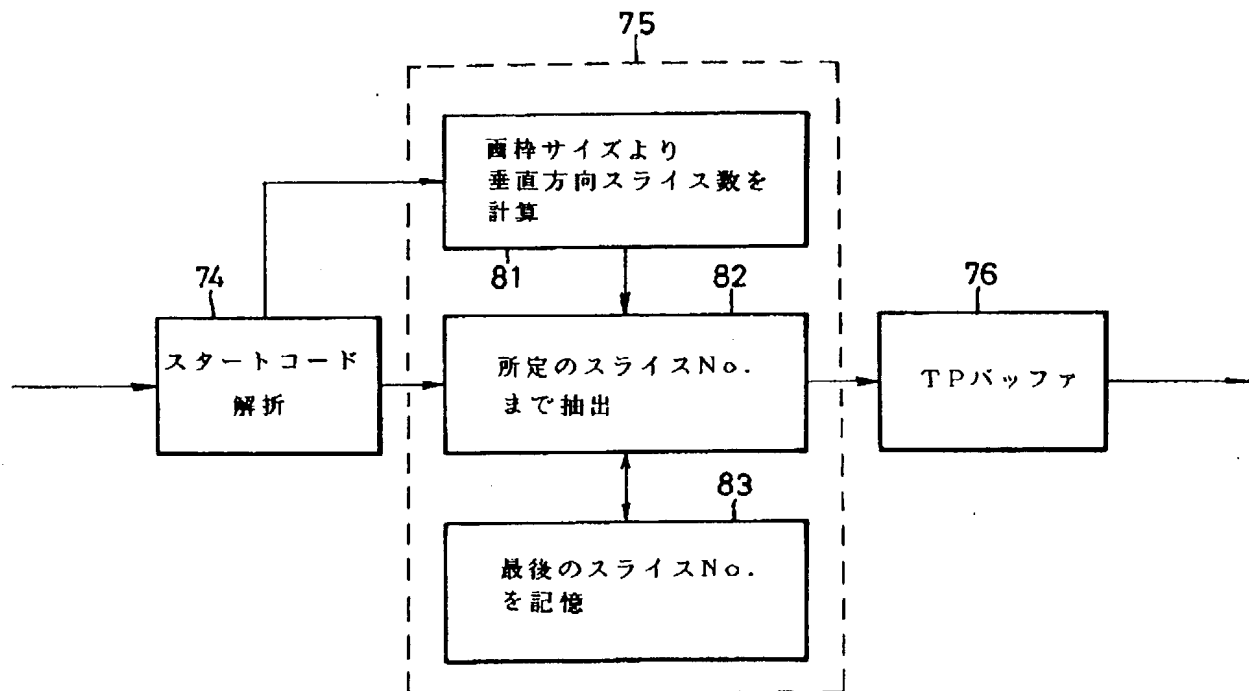 75
画枠サイズより
垂直方向スライス数を
計算
81
74
スタートコード
解折
82
所定のスライスNo.
まで抽出
76
TPバッファ
83
最後のスライスNo.
を記憶